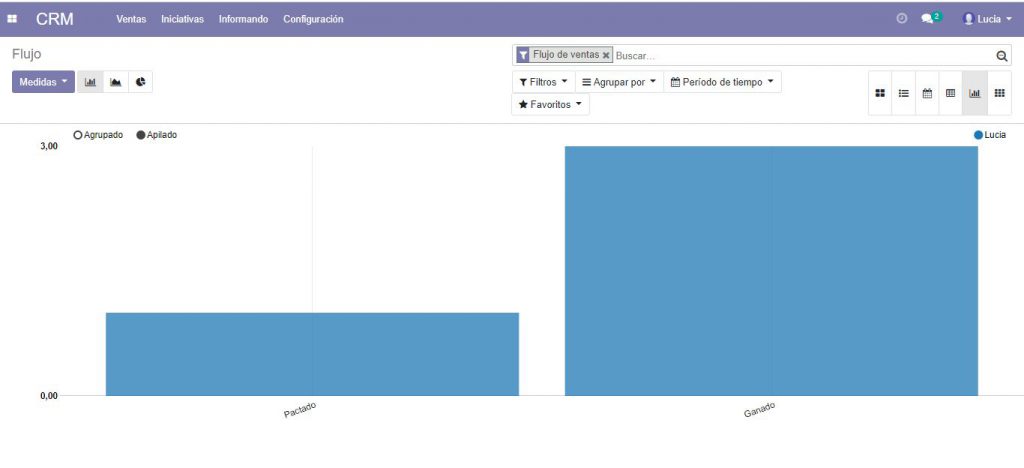 CRM Ventas Iniciativas Informando Configuración 2 Lucia
Flujo
Flujo de ventas Buscar...
Medidas
Filtros Agrupar por Período de tiempo
Favoritos
Agrupado Apilado Lucia
3,00
0,00
Pactado Ganado